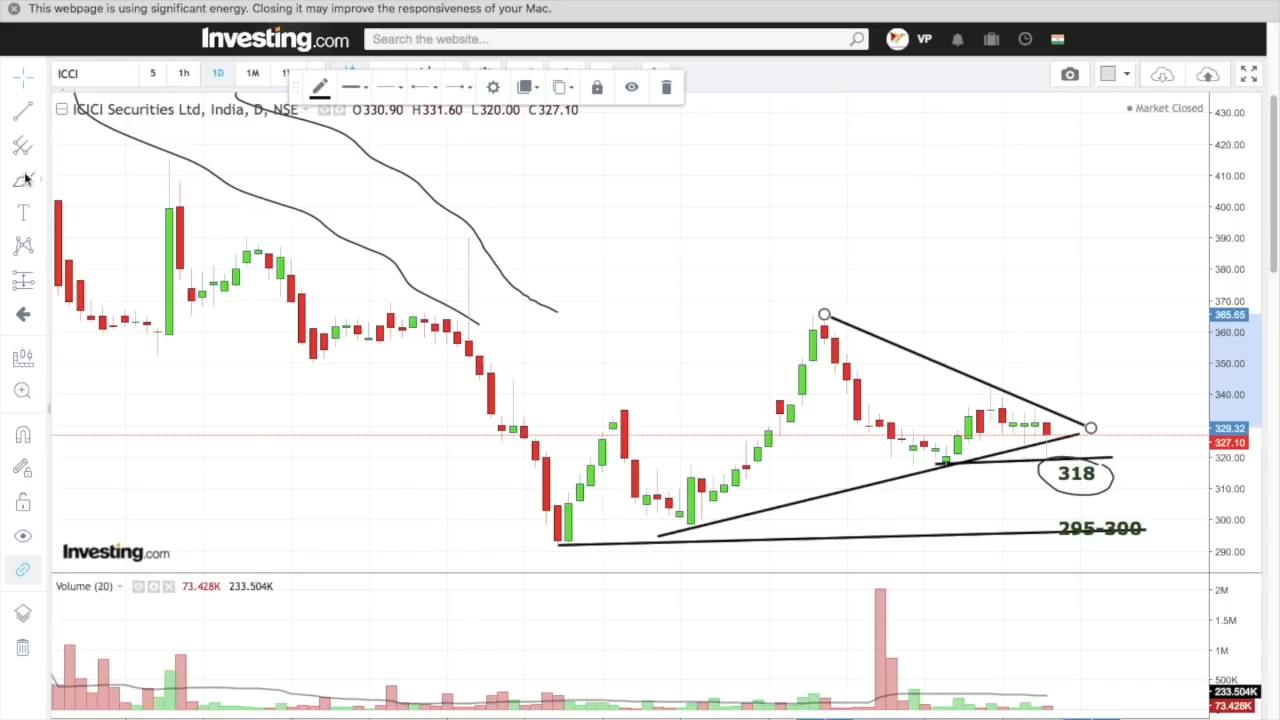 This webpage is using significant energy. Closing it may improve the responsiveness of your Mac.
Investing.com Search the website... VP
ICCI 5 1h 1D 1M
ICICI Securities Ltd, India, D, NSE O330.90 H331.60 L320.00 C327.10
Market Closed
430.00
420.00
410.00
400.00
390.00
380.00
370.00
365.65
360.00
350.00
340.00
329.32
327.10
320.00
318
310.00
300.00
295-300
290.00
Investing.com
Volume (20) 73.428K 233.504K
2M
1.5M
1M
500K
233.504K
73.428K